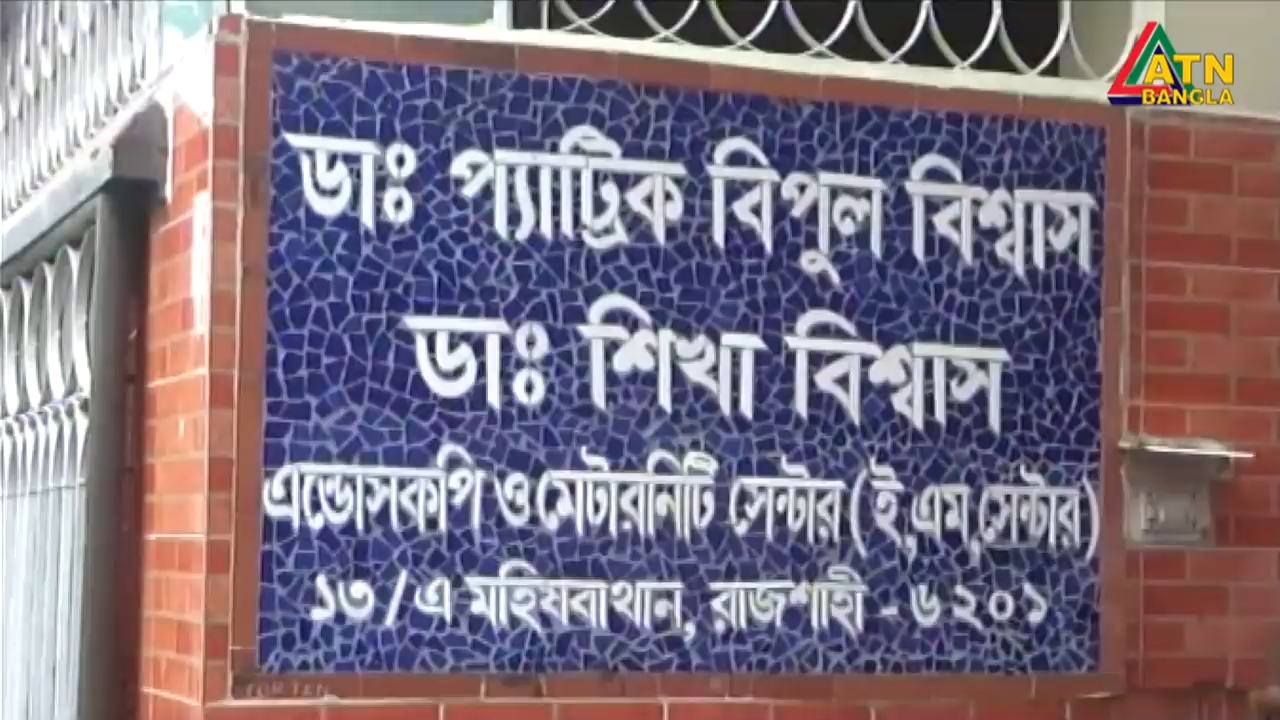 ATN
BANGLA
ডাঃ প্যাট্রিক বিপুল বিশ্বাস
ডাঃ শিখা বিশ্বাস
এন্ডোসকপি ও মেটারনিটি সেন্টার (ই,এম,সেন্টার)
১৩/এ মহিষবাথান, রাজশাহী - ৬২০১